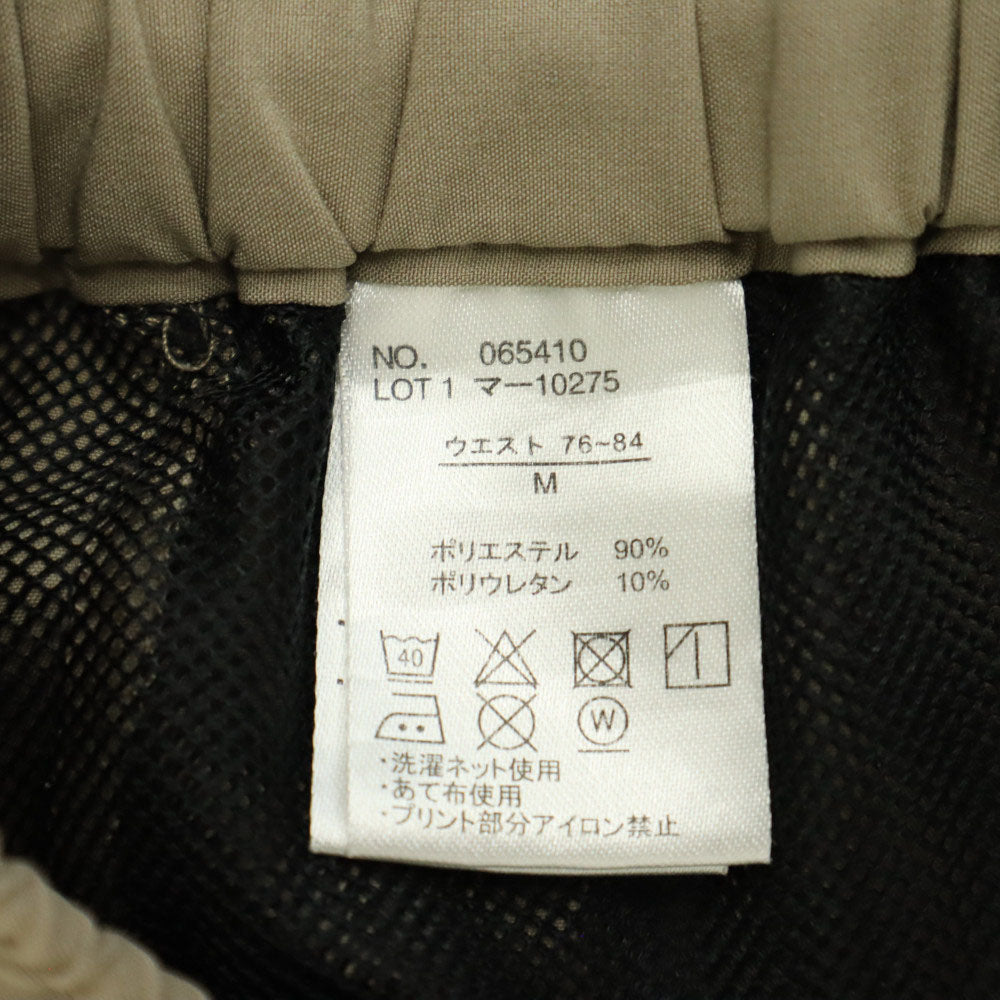 NO. 065410
LOT 1 マー10275
ウエスト 76~84
M
ポリエステル 90%
ポリウレタン 10%
40
W
・洗濯ネット使用
・あて布使用
・プリント部分アイロン禁止